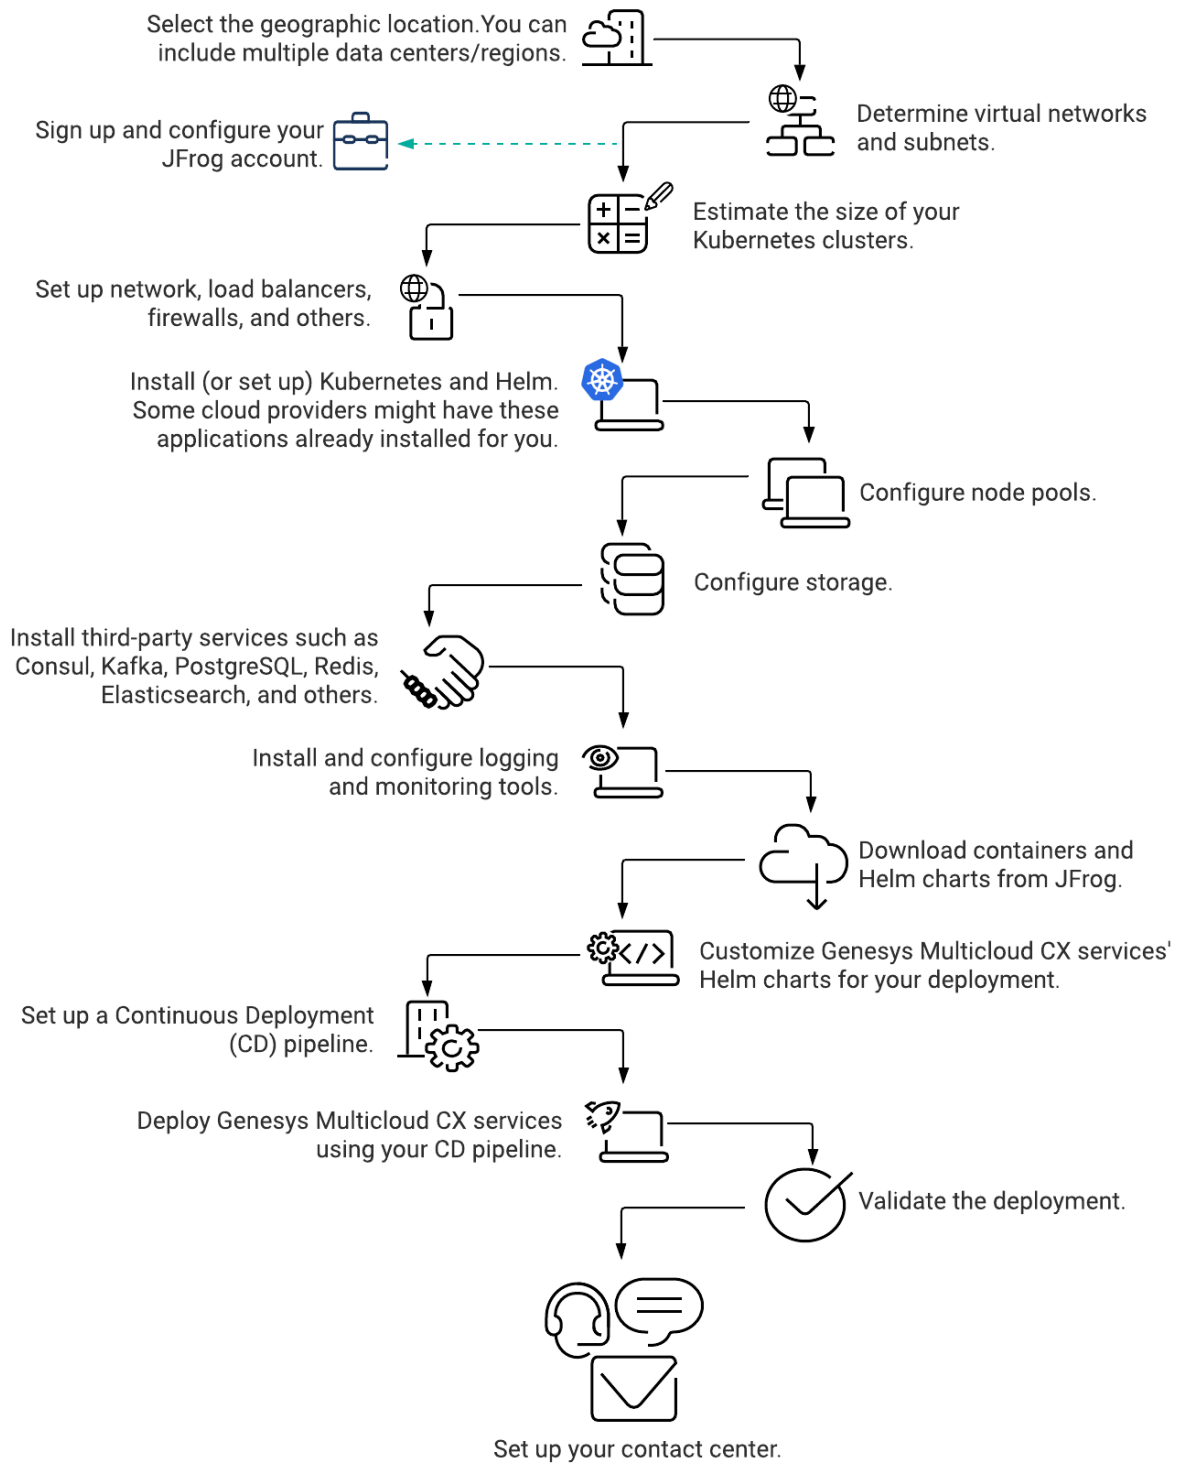 Select the geographic location.You can
include multiple data centers/regions.
Determine virtual networks
and subnets.
Sign up and configure your
JFrog account.
Estimate the size of your
Kubernetes clusters.
Set up network, load balancers,
firewalls, and others.
Install (or set up) Kubernetes and Helm.
Some cloud providers might have these
applications already installed for you.
Configure node pools.
Configure storage.
Install third-party services such as
Consul, Kafka, PostgreSQL, Redis,
Elasticsearch, and others.
Install and configure logging
and monitoring tools.
Download containers and
Helm charts from JFrog.
Customize Genesys Multicloud CX services'
Helm charts for your deployment.
Set up a Continuous Deployment
(CD) pipeline.
Deploy Genesys Multicloud CX services
using your CD pipeline.
Validate the deployment.
Set up your contact center.